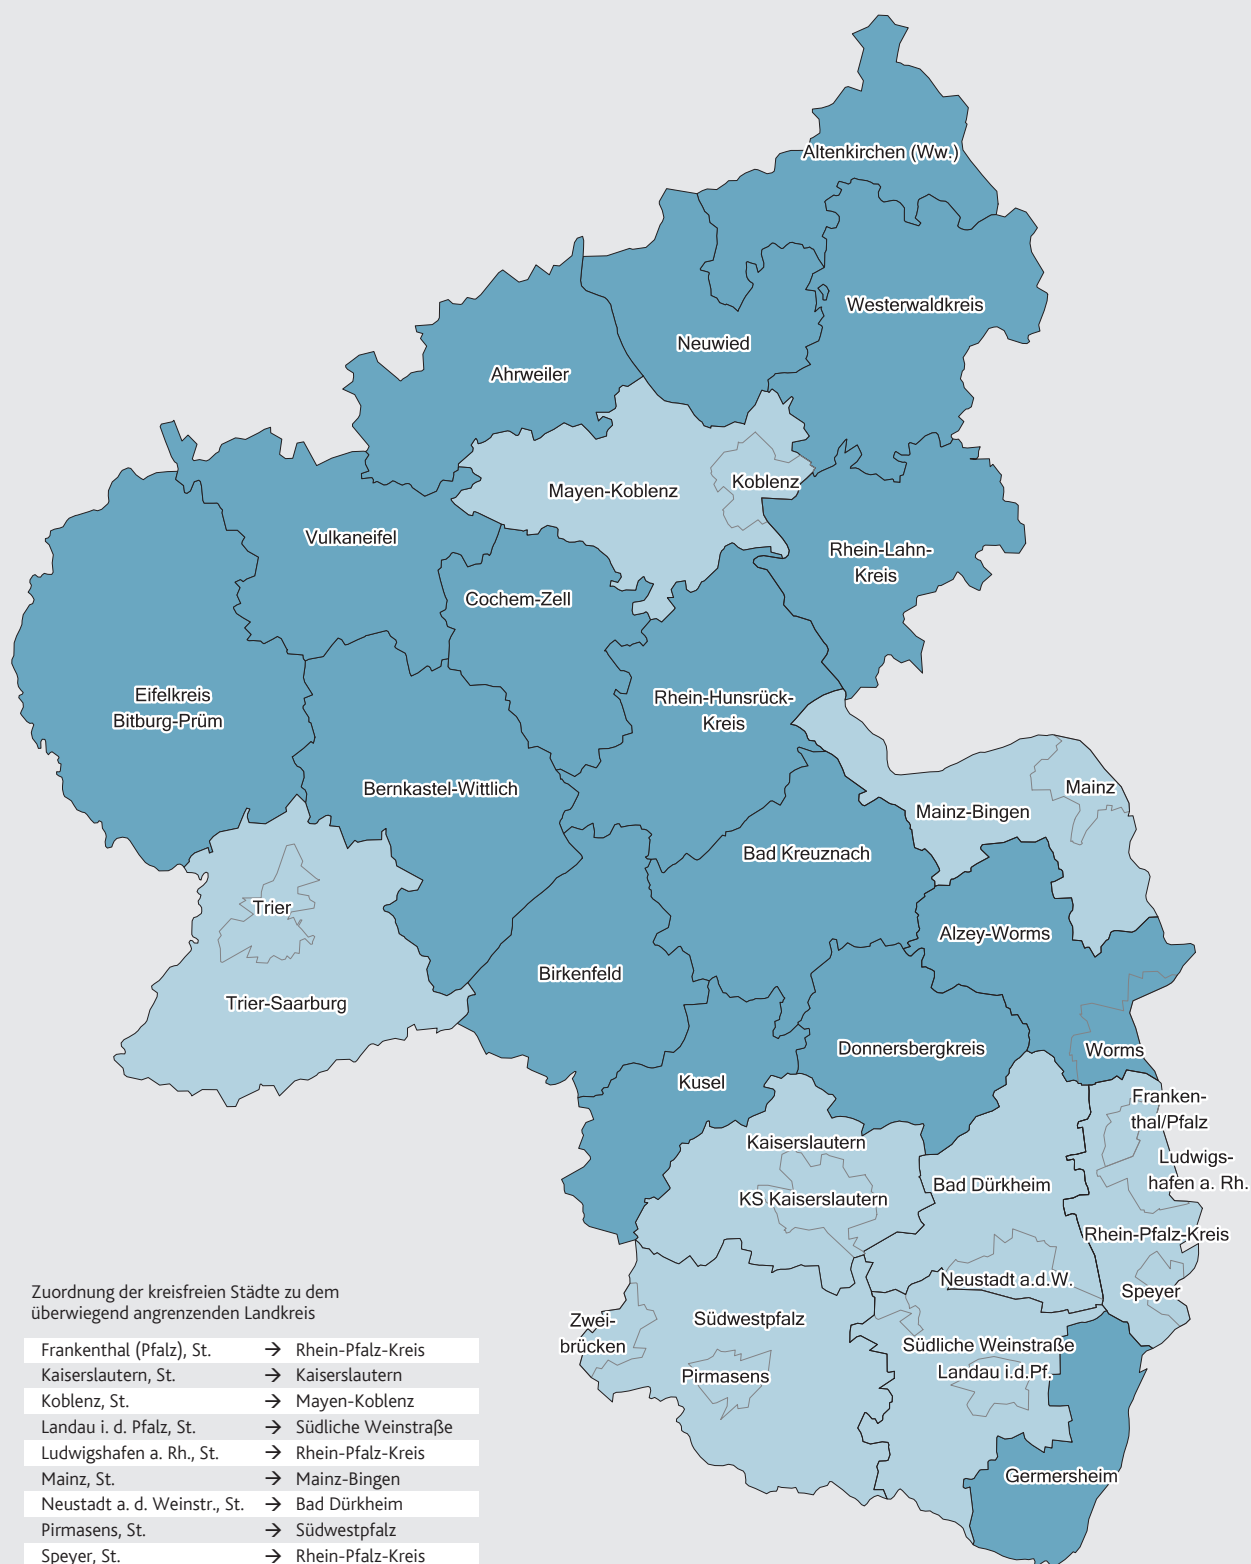 Altenkirchen (Ww.)
Westerwaldkreis
Neuwied
Ahrweiler
Koblenz
Mayen-Koblenz
Vulkaneifel
Rhein-Lahn-
Kreis
Cochem-Zell
Eifelkreis
Bitburg-Prüm
Rhein-Hunsrück-
Kreis
Bernkastel-Wittlich
Mainz
Mainz-Bingen
Bad Kreuznach
Trier
Alzey-Worms
Birkenfeld
Trier-Saarburg
Donnersbergkreis
Worms
Kusel
Franken-
thal/Pfalz
Kaiserslautern
Ludwigs-
hafen a. Rh.
Bad Dürkheim
KS Kaiserslautern
Rhein-Pfalz-Kreis
Neustadt a.d.W.
Speyer
Zwei-
brücken
Südwestpfalz
Südliche Weinstraße
Landau i.d.Pf.
Pirmasens
Germersheim
Zuordnung der kreisfreien Städte zu dem
überwiegend angrenzenden Landkreis
Frankenthal (Pfalz), St. → Rhein-Pfalz-Kreis
Kaiserslautern, St. → Kaiserslautern
Koblenz, St. → Mayen-Koblenz
Landau i. d. Pfalz, St. → Südliche Weinstraße
Ludwigshafen a. Rh., St. → Rhein-Pfalz-Kreis
Mainz, St. → Mainz-Bingen
Neustadt a. d. Weinstr., St. → Bad Dürkheim
Pirmasens, St. → Südwestpfalz
Speyer, St. → Rhein-Pfalz-Kreis